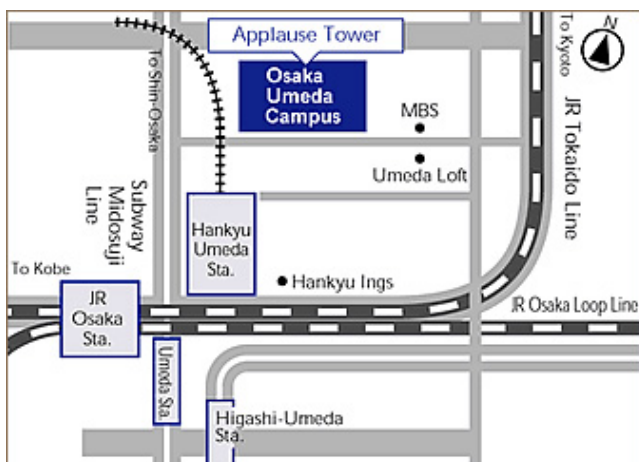 Applause Tower
Osaka
Umeda
Campus
N
To Kyoto
To Shin-Osaka
JR Tokaido Line
MBS
Umeda Loft
Subway
Midosuji
Line
Hankyu
Umeda
Sta.
To Kobe
Hankyu Ings
JR
Osaka
Sta.
JR Osaka Loop Line
Umeda Sta.
Higashi-Umeda
Sta.